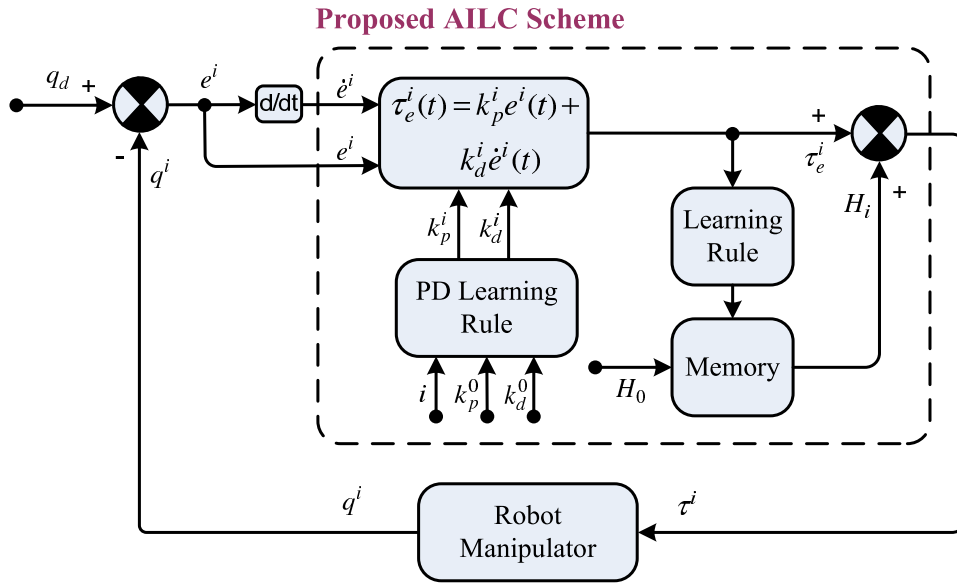 Proposed AILC Scheme
q_d +
e^i
d/dt
ė^i
τ_e^i(t) = k_p^i e^i(t) +
k_d^i ė^i(t)
+
τ_e^i
-
q^i
e^i
k_p^i
k_d^i
Learning
Rule
H_i
+
PD Learning
Rule
Memory
H_0
i
k_p^0
k_d^0
q^i
Robot
Manipulator
τ^i